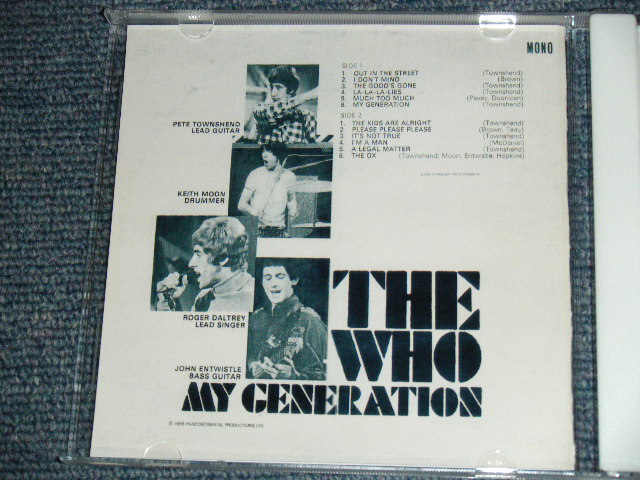 MONO
SIDE 1
1. OUT IN THE STREET (Townshend)
2. I DON'T MIND (Brown)
3. THE GOOD'S GONE (Townshend)
4. LA-LA-LA-LIES (Townshend)
5. MUCH TOO MUCH (Townshend)
6. MY GENERATION (Townshend)
SIDE 2
1. THE KIDS ARE ALRIGHT (Townshend)
2. PLEASE PLEASE PLEASE (Brown, Terry)
3. IT'S NOT TRUE (Townshend)
4. I'M A MAN (McDaniel)
5. A LEGAL MATTER (Townshend)
6. THE OX (Townshend; Moon; Entwistle; Hopkins)
PETE TOWNSHEND
LEAD GUITAR
KEITH MOON
DRUMMER
ROGER DALTREY
LEAD SINGER
JOHN ENTWISTLE
BASS GUITAR
THE
WHO
MY GENERATION
© 1965 FANCONTINENTAL PRODUCTIONS LTD